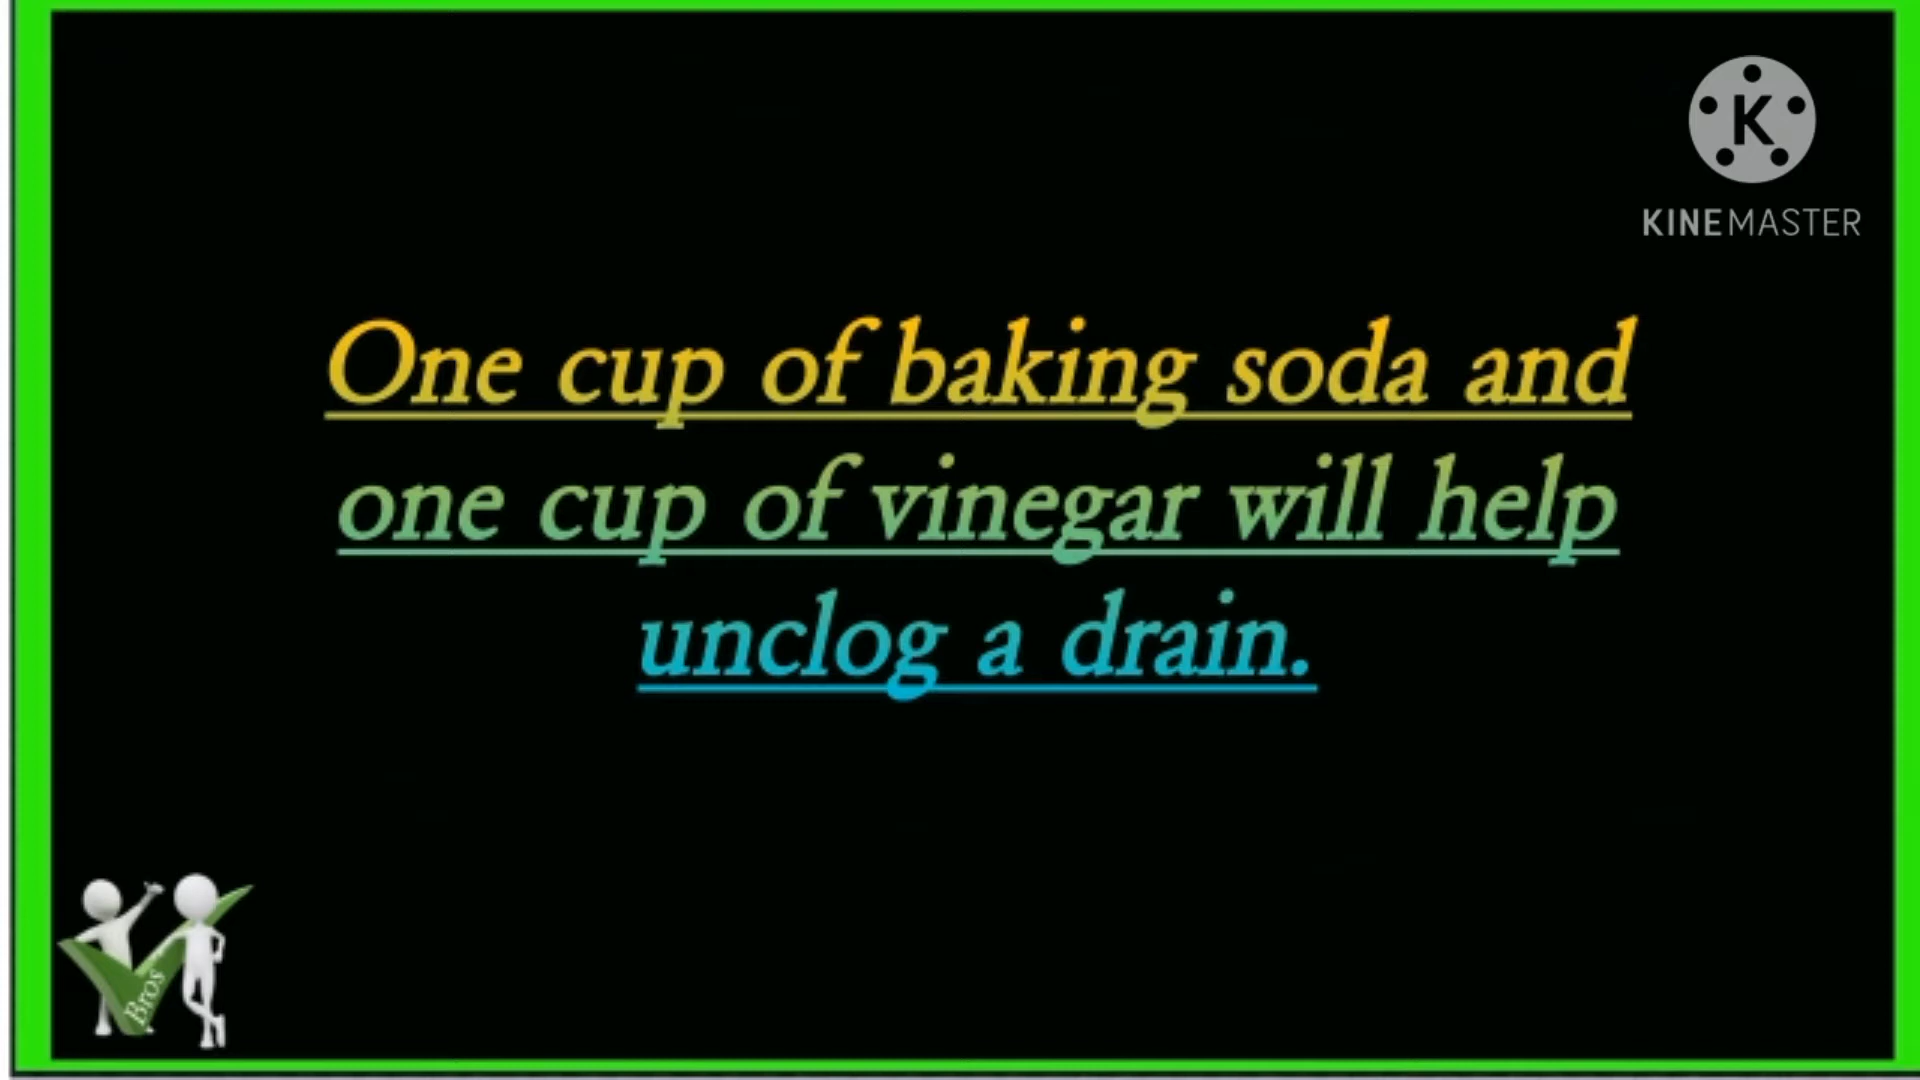 K
KINEMASTER
One cup of baking soda and
one cup of vinegar will help
unclog a drain.
Bros